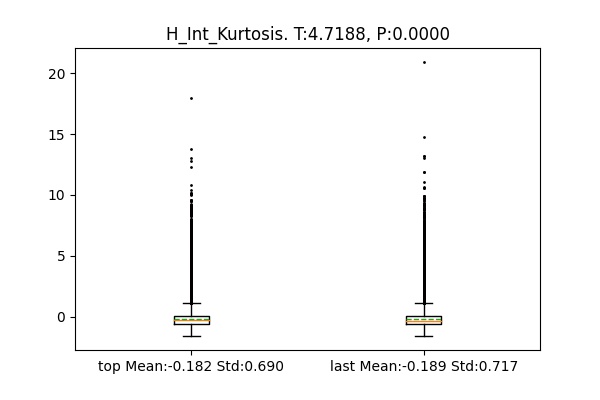 H_Int_Kurtosis. T:4.7188, P:0.0000
20
15
10
5
0
top Mean:-0.182 Std:0.690
last Mean:-0.189 Std:0.717